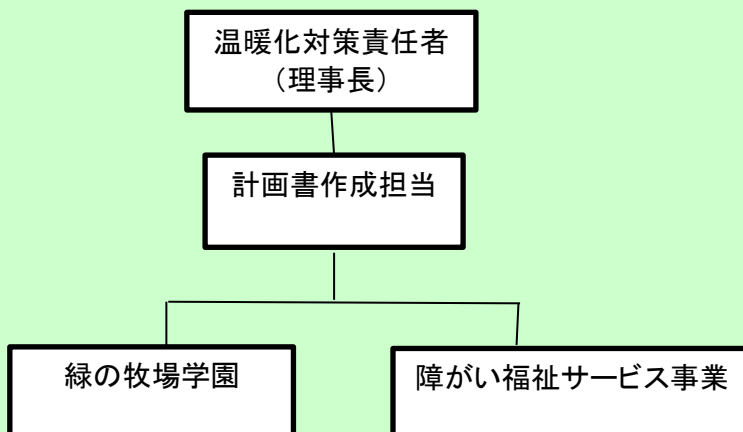 温暖化対策責任者
（理事長）
計画書作成担当
緑の牧場学園
障がい福祉サービス事業